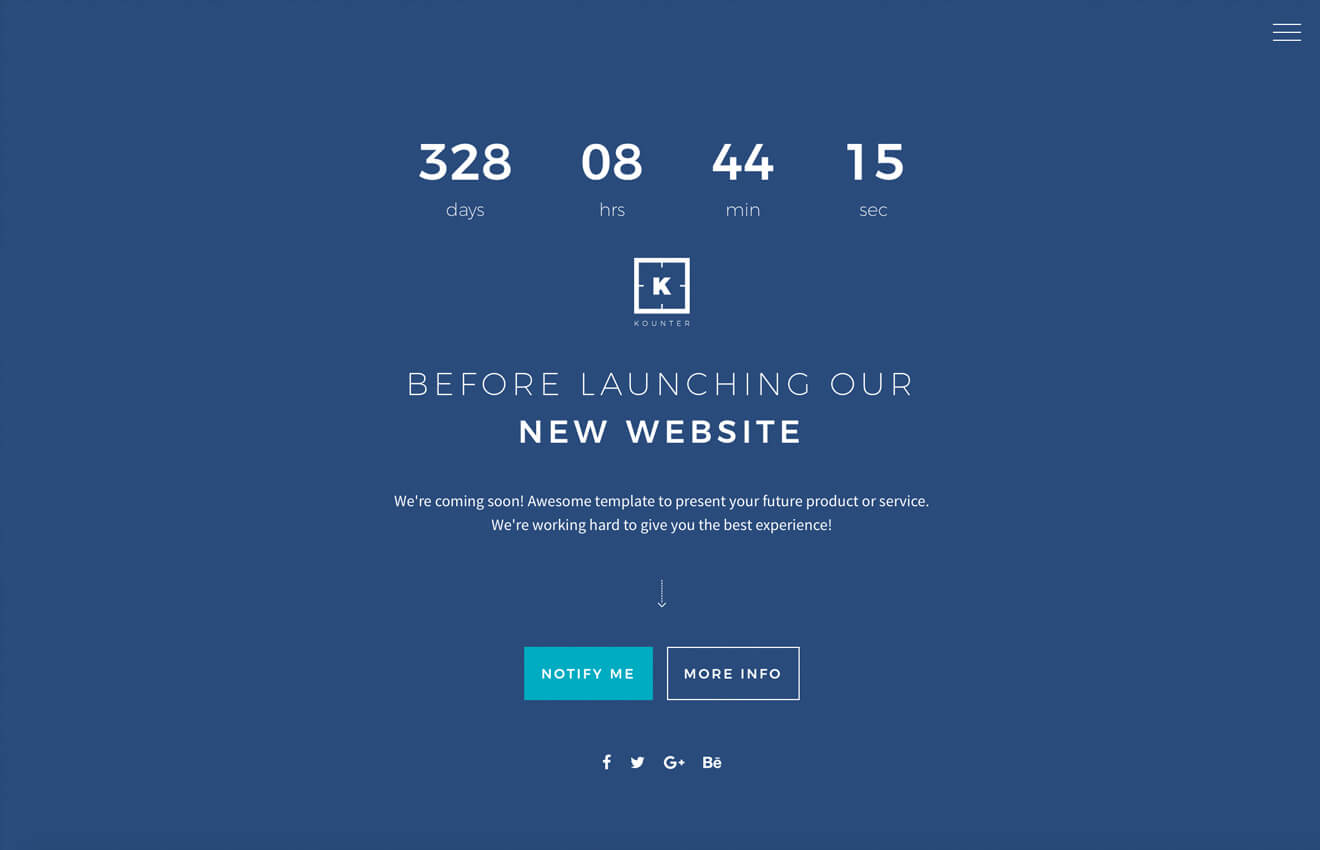 328 08 44 15
days hrs min sec
K
KOUNTER
BEFORE LAUNCHING OUR
NEW WEBSITE
We're coming soon! Awesome template to present your future product or service.
We're working hard to give you the best experience!
NOTIFY ME MORE INFO
f G+ Bē